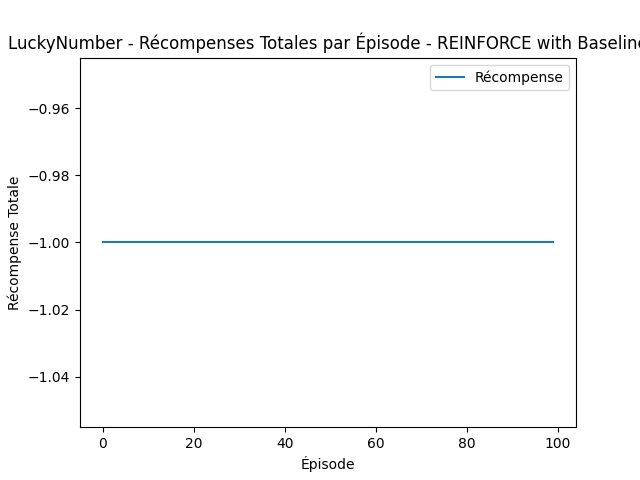 LuckyNumber - Récompenses Totales par Épisode - REINFORCE with Baseline
Récompense
−0.96
−0.98
−1.00
−1.02
−1.04
Récompense Totale
0 20 40 60 80 100
Épisode